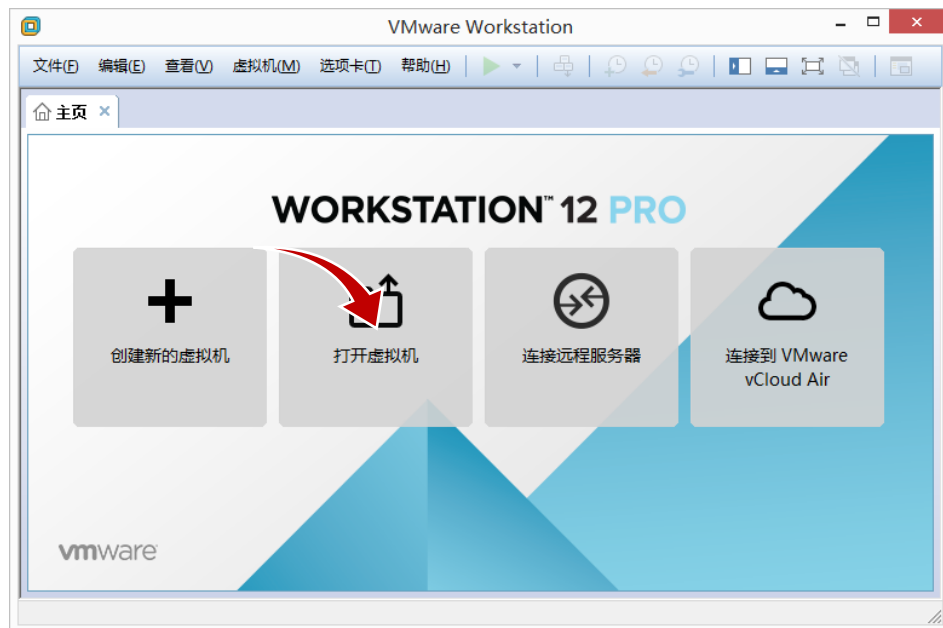 VMware Workstation
文件(F) 编辑(E) 查看(V) 虚拟机(M) 选项卡(T) 帮助(H)
主页
WORKSTATION™ 12 PRO
创建新的虚拟机 打开虚拟机 连接远程服务器 连接到 VMware
vCloud Air
vmware